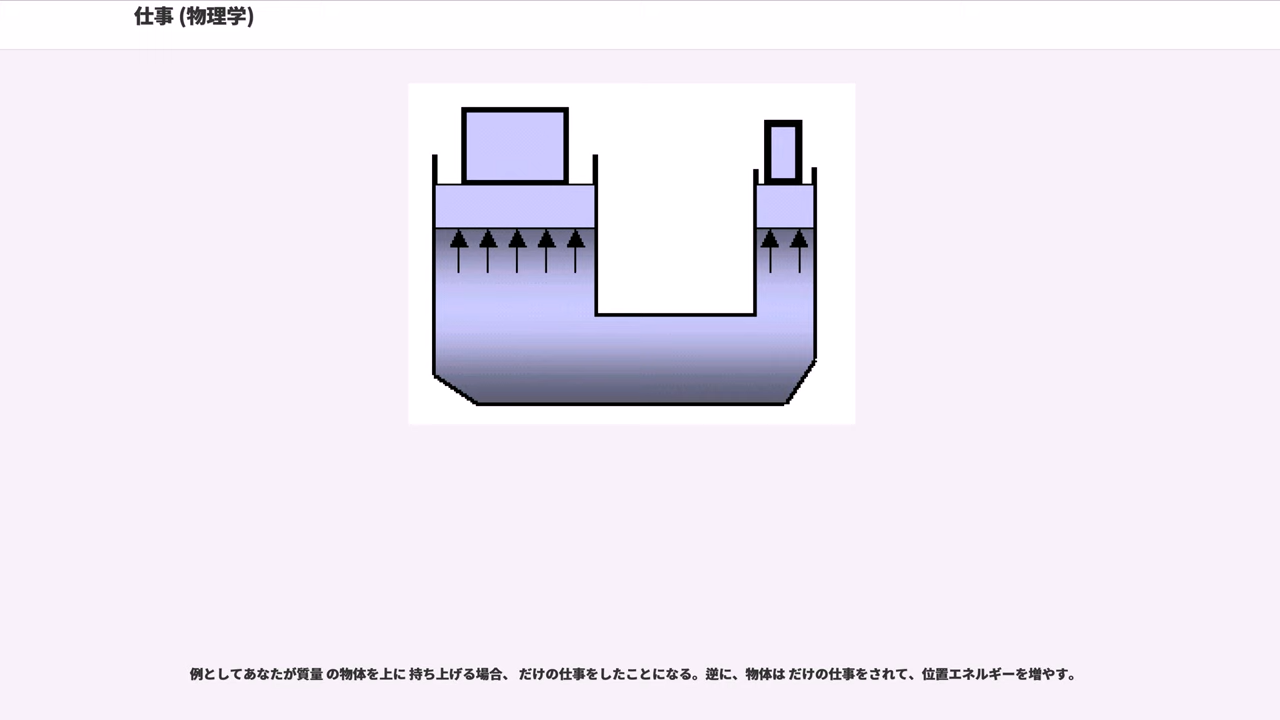 仕事 (物理学)
例としてあなたが質量 の物体を上に 持ち上げる場合、 だけの仕事をしたことになる。逆に、物体は だけの仕事をされて、位置エネルギーを増やす。